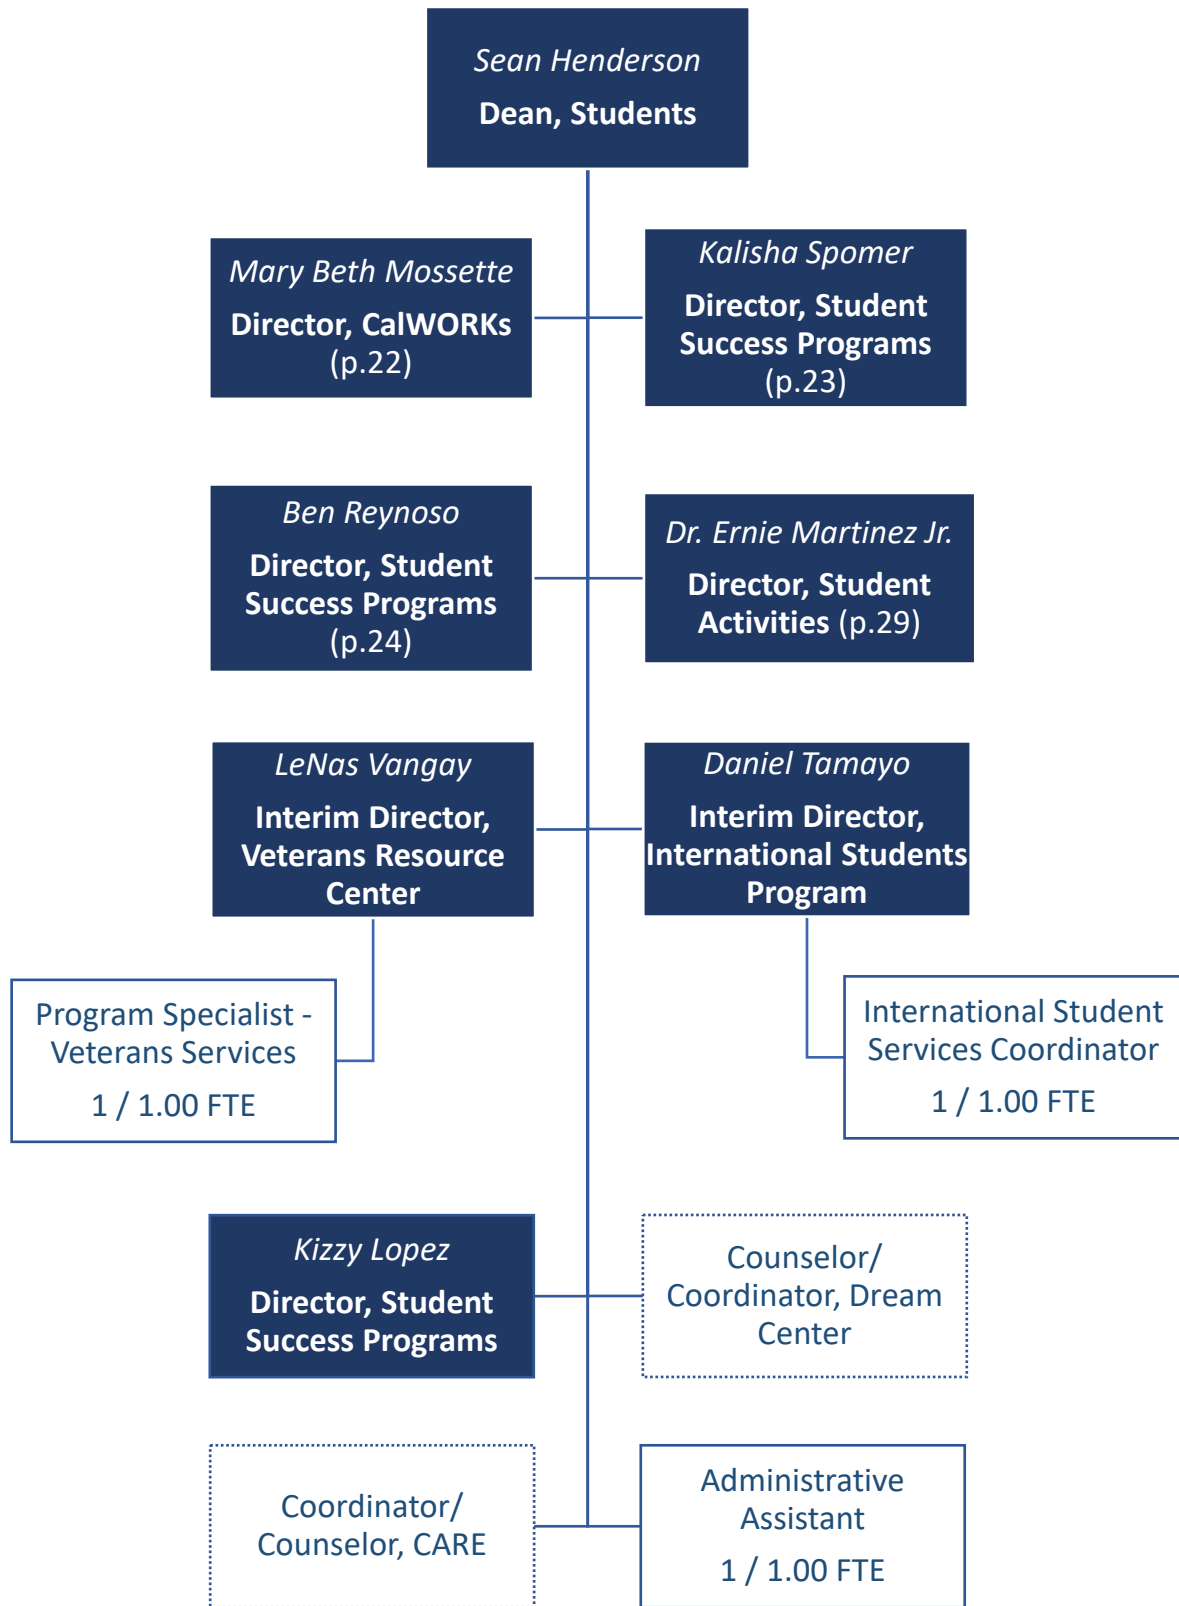 Sean Henderson
Dean, Students
Mary Beth Mossette
Director, CalWORKs
(p.22)
Kalisha Spomer
Director, Student
Success Programs
(p.23)
Ben Reynoso
Director, Student
Success Programs
(p.24)
Dr. Ernie Martinez Jr.
Director, Student
Activities (p.29)
LeNas Vangay
Interim Director,
Veterans Resource
Center
Daniel Tamayo
Interim Director,
International Students
Program
Program Specialist -
Veterans Services
1 / 1.00 FTE
International Student
Services Coordinator
1 / 1.00 FTE
Kizzy Lopez
Director, Student
Success Programs
Counselor/
Coordinator, Dream
Center
Coordinator/
Counselor, CARE
Administrative
Assistant
1 / 1.00 FTE